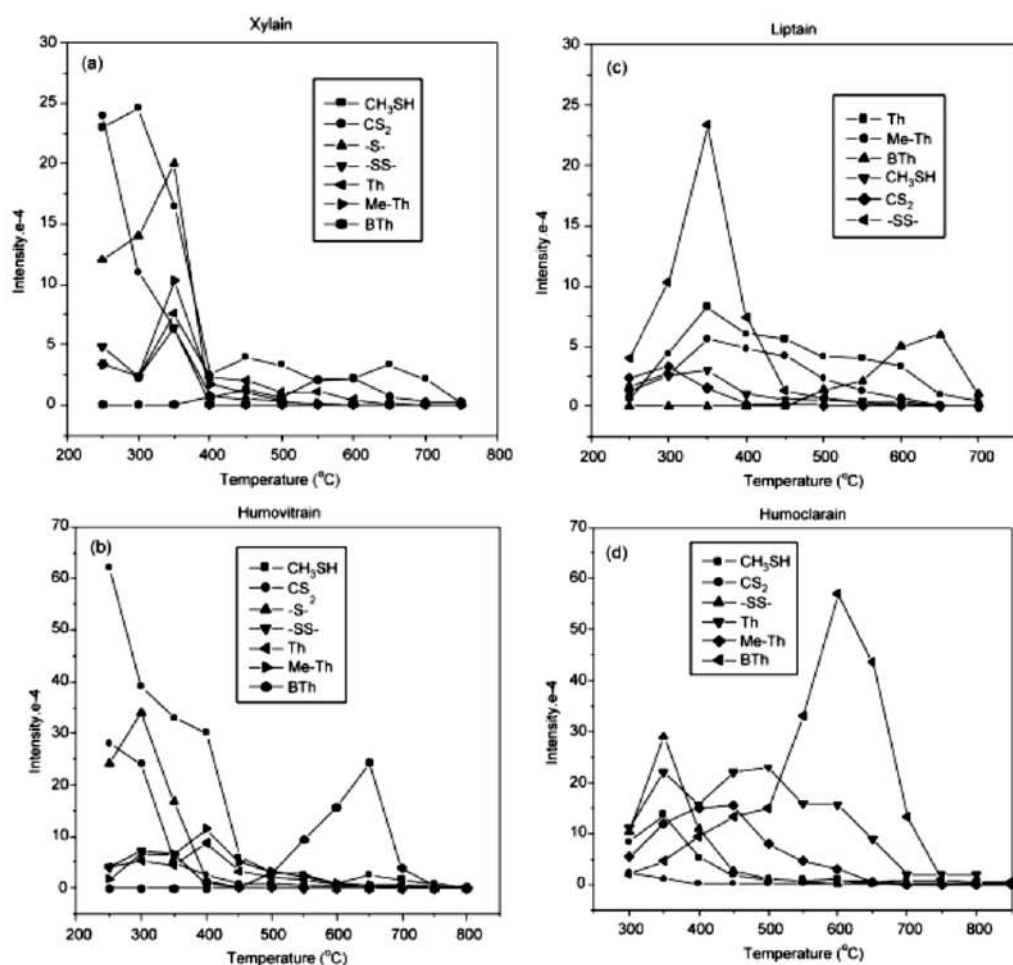 Xylain
(a)
30
25
20
15
10
5
0
Intensity.e-4
CH₃SH
CS₂
-S-
-SS-
Th
Me-Th
BTh
200 300 400 500 600 700 800
Temperature (°C)
Liptain
(c)
30
25
20
15
10
5
0
Intensity.e-4
Th
Me-Th
BTh
CH₃SH
CS₂
-SS-
200 300 400 500 600 700
Temperature (°C)
Humovitrain
(b)
70
60
50
40
30
20
10
0
Intensity.e-4
CH₃SH
CS₂
-S-
-SS-
Th
Me-Th
BTh
200 300 400 500 600 700 800
Temperature (°C)
Humoclarain
(d)
70
60
50
40
30
20
10
0
Intensity.e-4
CH₃SH
CS₂
-SS-
Th
Me-Th
BTh
300 400 500 600 700 800
Temperature (°C)